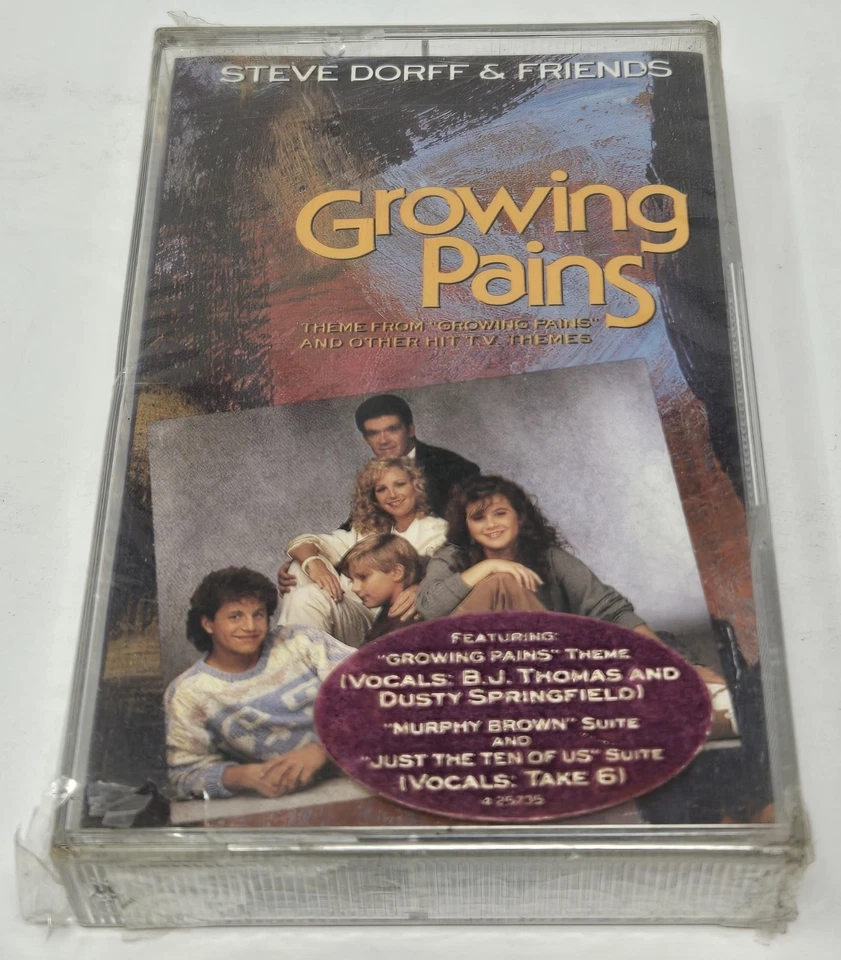 STEVE DORFF & FRIENDS
Growing
Pains
THEME FROM "GROWING PAINS"
AND OTHER HIT T.V. THEMES
FEATURING:
"GROWING PAINS" THEME
(VOCALS: B.J. THOMAS AND
DUSTY SPRINGFIELD)
"MURPHY BROWN" SUITE
AND
"JUST THE TEN OF US" SUITE
(VOCALS: TAKE 6)
4 25735